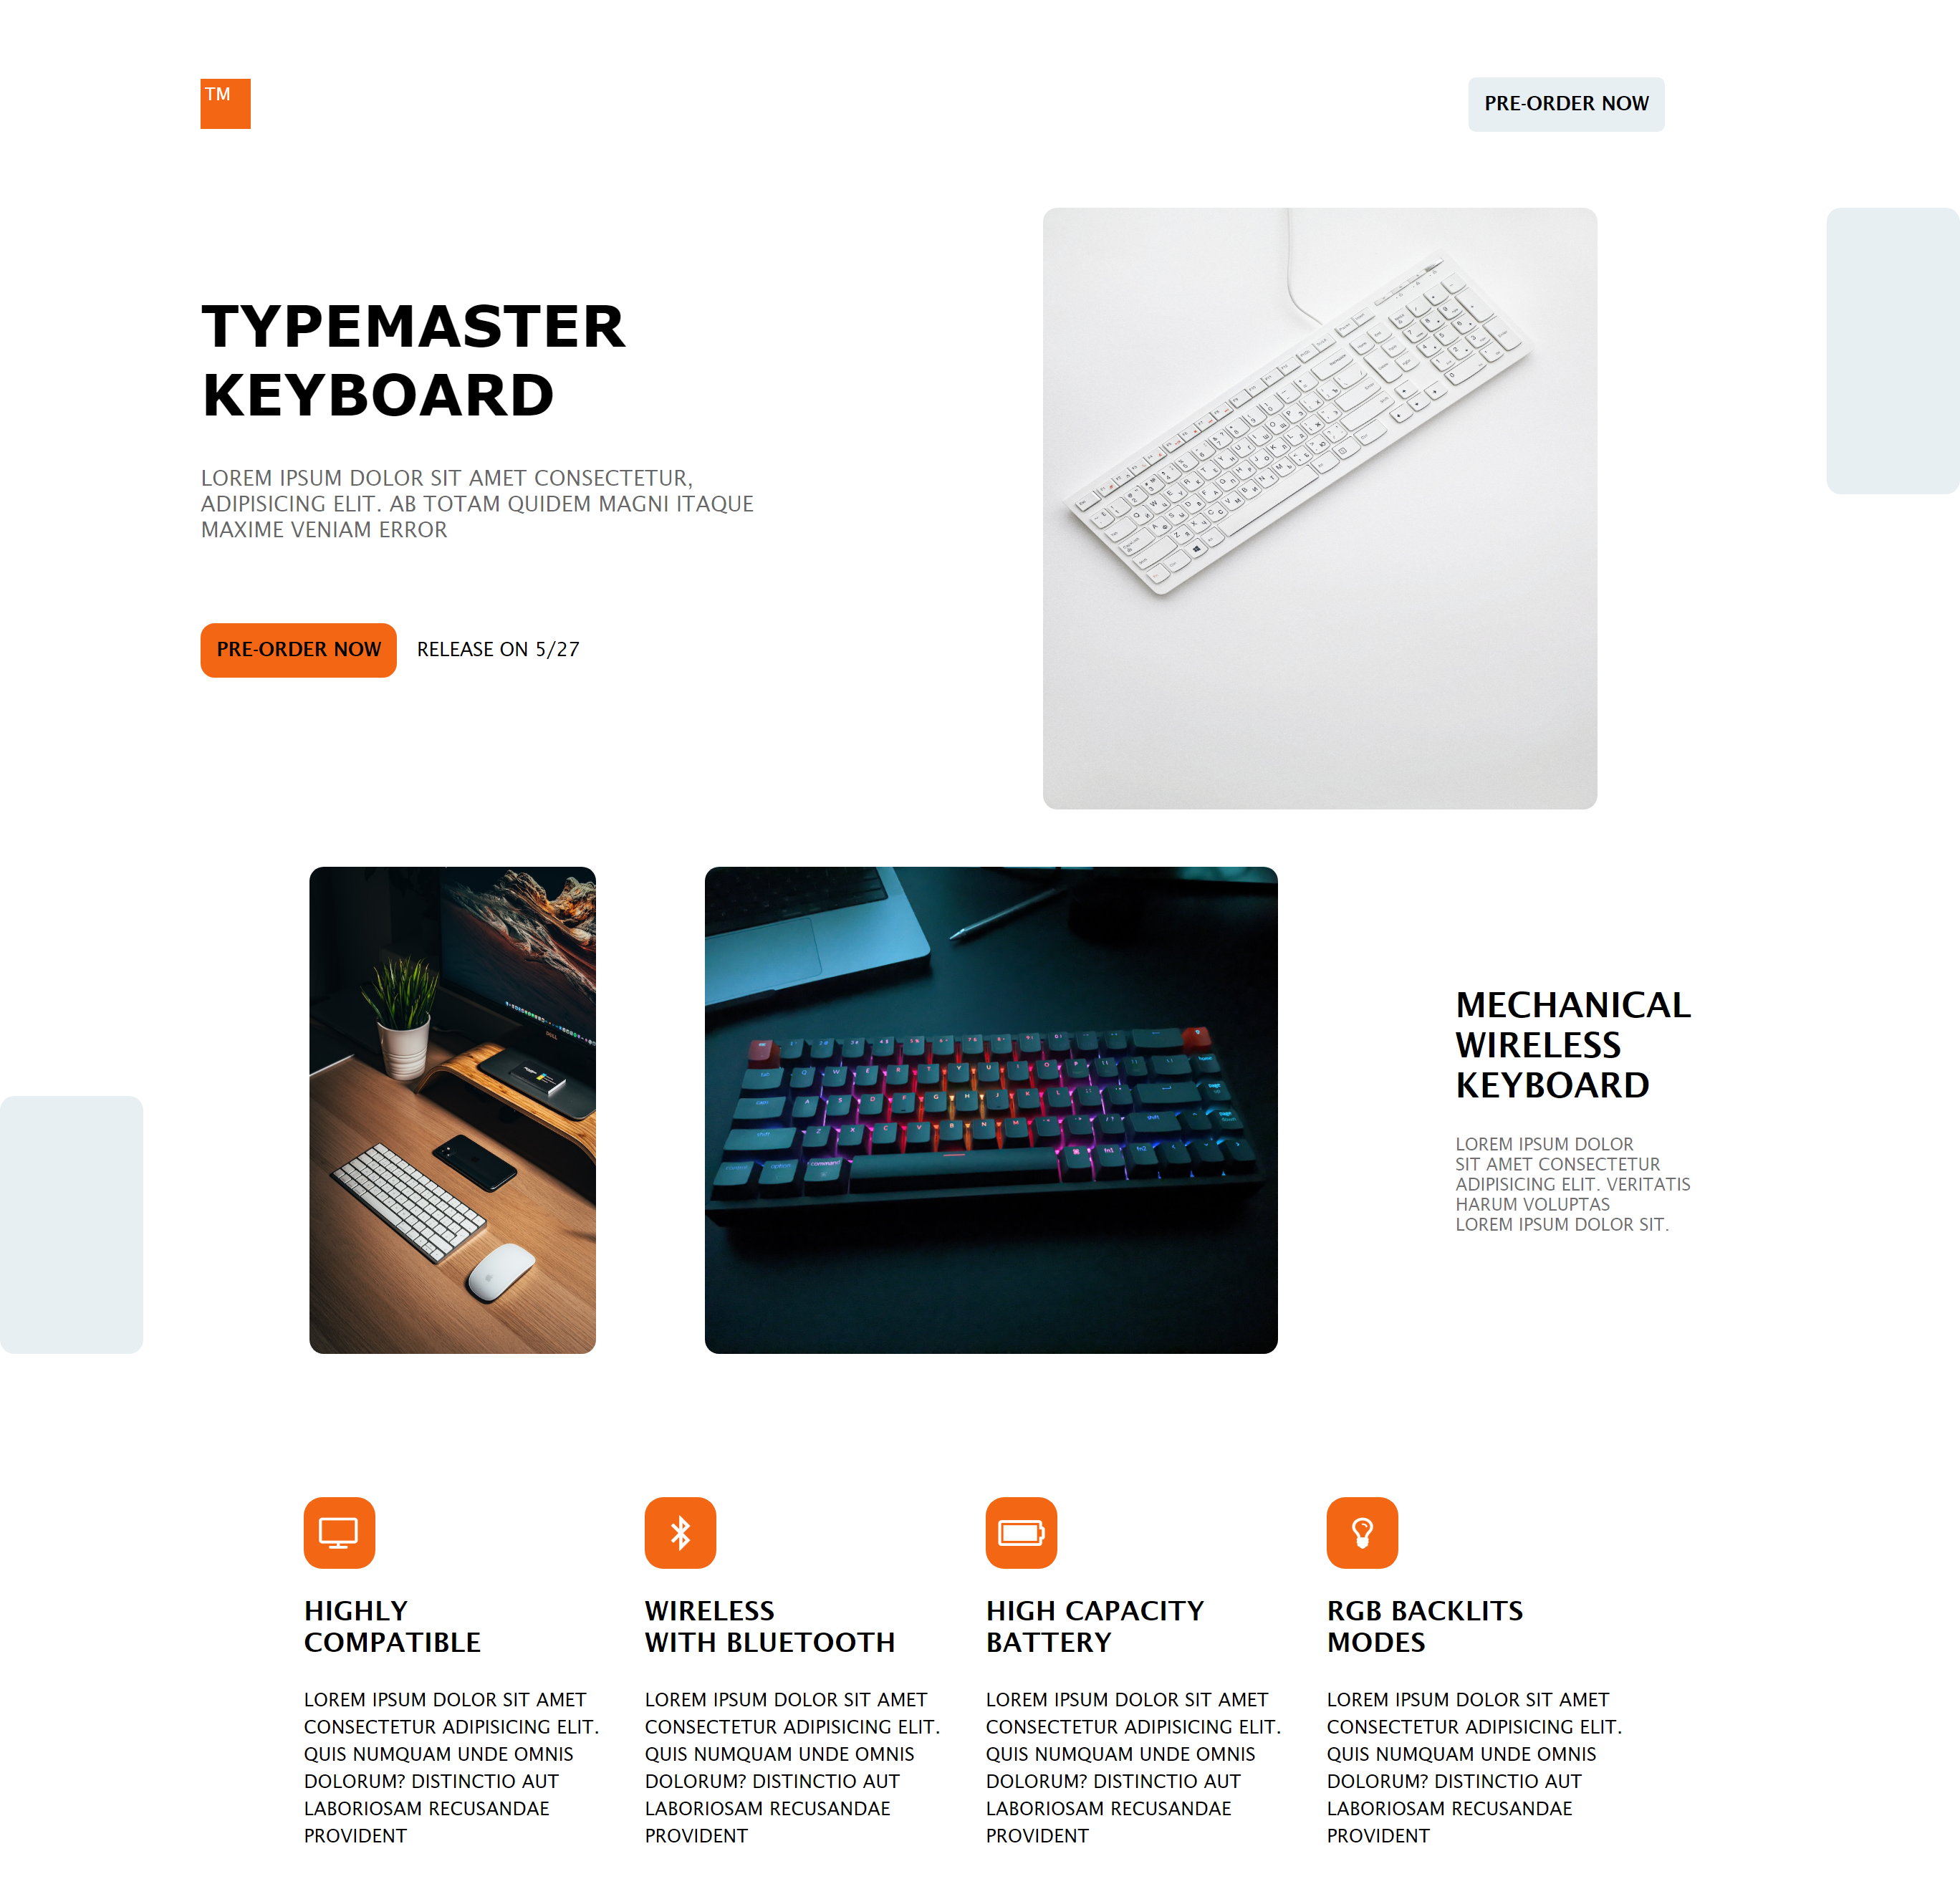 TM
PRE-ORDER NOW
TYPEMASTER
KEYBOARD
LOREM IPSUM DOLOR SIT AMET CONSECTETUR,
ADIPISICING ELIT. AB TOTAM QUIDEM MAGNI ITAQUE
MAXIME VENIAM ERROR
PRE-ORDER NOW
RELEASE ON 5/27
MECHANICAL
WIRELESS
KEYBOARD
LOREM IPSUM DOLOR
SIT AMET CONSECTETUR
ADIPISICING ELIT. VERITATIS
HARUM VOLUPTAS
LOREM IPSUM DOLOR SIT.
HIGHLY
COMPATIBLE
LOREM IPSUM DOLOR SIT AMET
CONSECTETUR ADIPISICING ELIT.
QUIS NUMQUAM UNDE OMNIS
DOLORUM? DISTINCTIO AUT
LABORIOSAM RECUSANDAE
PROVIDENT
WIRELESS
WITH BLUETOOTH
LOREM IPSUM DOLOR SIT AMET
CONSECTETUR ADIPISICING ELIT.
QUIS NUMQUAM UNDE OMNIS
DOLORUM? DISTINCTIO AUT
LABORIOSAM RECUSANDAE
PROVIDENT
HIGH CAPACITY
BATTERY
LOREM IPSUM DOLOR SIT AMET
CONSECTETUR ADIPISICING ELIT.
QUIS NUMQUAM UNDE OMNIS
DOLORUM? DISTINCTIO AUT
LABORIOSAM RECUSANDAE
PROVIDENT
RGB BACKLITS
MODES
LOREM IPSUM DOLOR SIT AMET
CONSECTETUR ADIPISICING ELIT.
QUIS NUMQUAM UNDE OMNIS
DOLORUM? DISTINCTIO AUT
LABORIOSAM RECUSANDAE
PROVIDENT